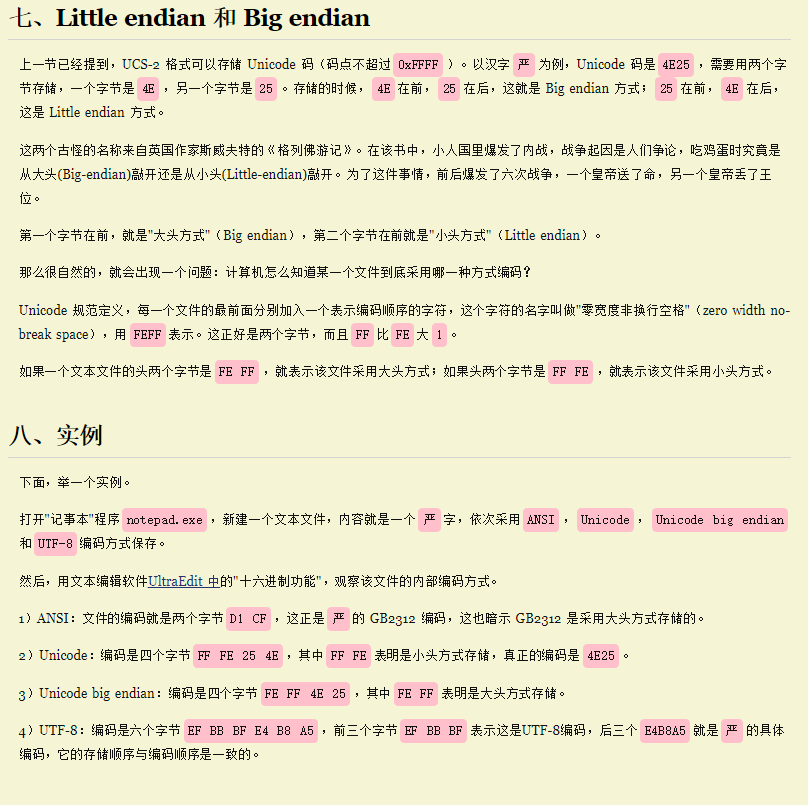 七、Little endian 和 Big endian
上一节已经提到，UCS-2 格式可以存储 Unicode 码（码点不超过 0xFFFF ）。以汉字 严 为例，Unicode 码是 4E25 ，需要用两个字
节存储，一个字节是 4E ，另一个字节是 25 。存储的时候， 4E 在前， 25 在后，这就是 Big endian 方式； 25 在前， 4E 在后，
这是 Little endian 方式。
这两个古怪的名称来自英国作家斯威夫特的《格列佛游记》。在该书中，小人国里爆发了内战，战争起因是人们争论，吃鸡蛋时究竟是
从大头(Big-endian)敲开还是从小头(Little-endian)敲开。为了这件事情，前后爆发了六次战争，一个皇帝送了命，另一个皇帝丢了王
位。
第一个字节在前，就是"大头方式"（Big endian），第二个字节在前就是"小头方式"（Little endian）。
那么很自然的，就会出现一个问题：计算机怎么知道某一个文件到底采用哪一种方式编码？
Unicode 规范定义，每一个文件的最前面分别加入一个表示编码顺序的字符，这个字符的名字叫做"零宽度非换行空格"（zero width no-
break space），用 FEFF 表示。这正好是两个字节，而且 FF 比 FE 大 1 。
如果一个文本文件的头两个字节是 FE FF ，就表示该文件采用大头方式；如果头两个字节是 FF FE ，就表示该文件采用小头方式。
八、实例
下面，举一个实例。
打开"记事本"程序 notepad.exe ，新建一个文本文件，内容就是一个 严 字，依次采用 ANSI ， Unicode ， Unicode big endian
和 UTF-8 编码方式保存。
然后，用文本编辑软件UltraEdit 中的"十六进制功能"，观察该文件的内部编码方式。
1）ANSI：文件的编码就是两个字节 D1 CF ，这正是 严 的 GB2312 编码，这也暗示 GB2312 是采用大头方式存储的。
2）Unicode：编码是四个字节 FF FE 25 4E ，其中 FF FE 表明是小头方式存储，真正的编码是 4E25 。
3）Unicode big endian：编码是四个字节 FE FF 4E 25 ，其中 FE FF 表明是大头方式存储。
4）UTF-8：编码是六个字节 EF BB BF E4 B8 A5 ，前三个字节 EF BB BF 表示这是UTF-8编码，后三个 E4B8A5 就是 严 的具体
编码，它的存储顺序与编码顺序是一致的。